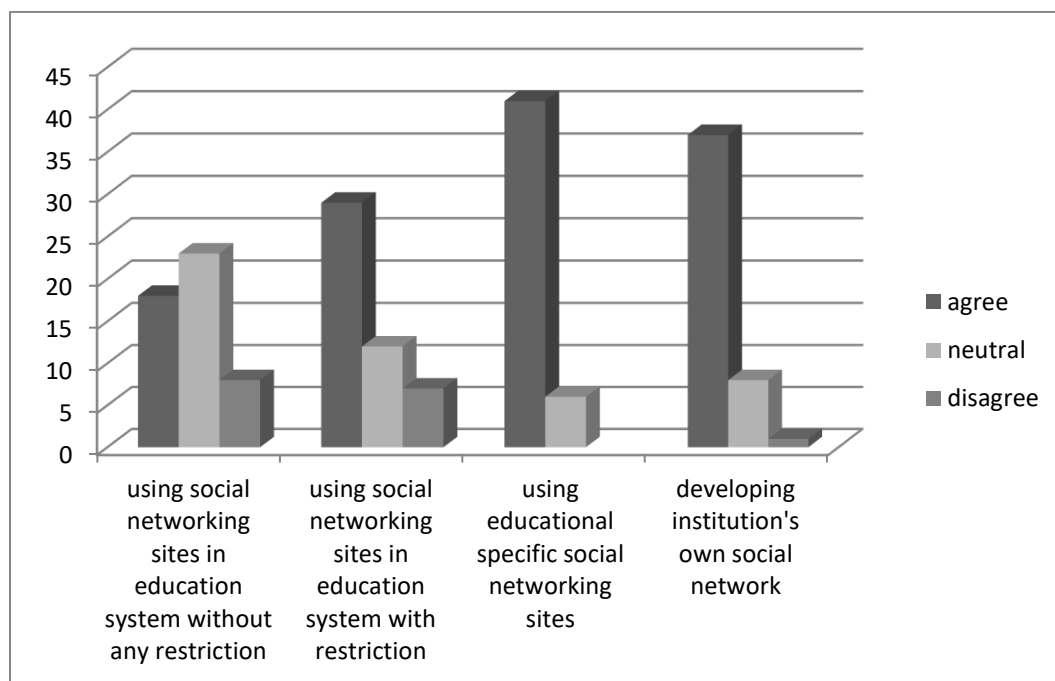 45
40
35
30
25
20
15
10
5
0
agree
neutral
disagree
using social
networking
sites in
education
system without
any restriction
using social
networking
sites in
education
system with
restriction
using
educational
specific social
networking
sites
developing
institution's
own social
network